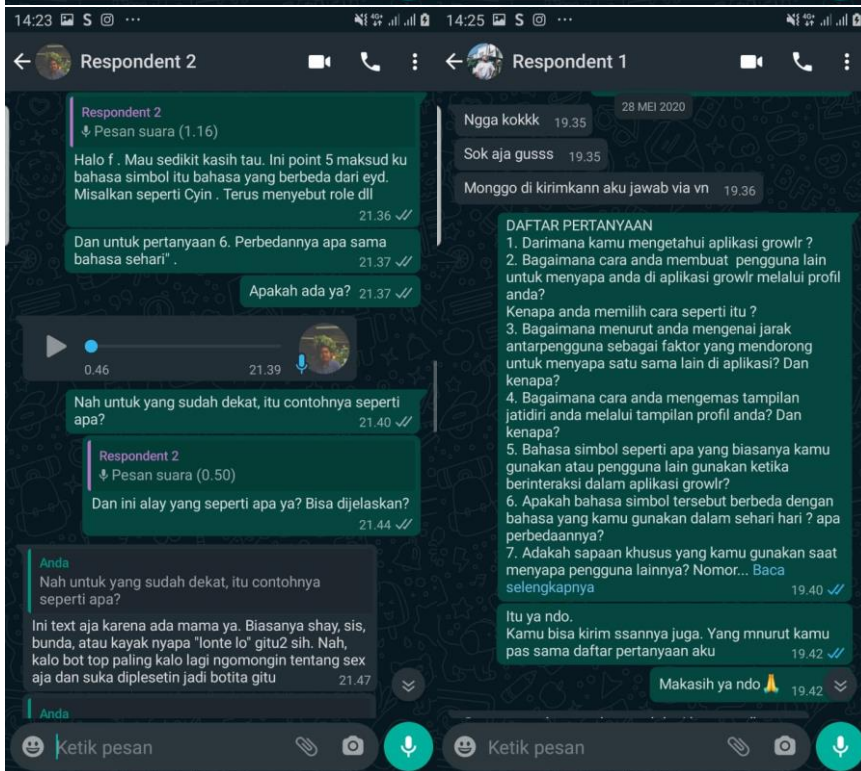 14:23 S
Respondent 2
Respondent 2
Pesan suara (1.16)
Halo f . Mau sedikit kasih tau. Ini point 5 maksud ku
bahasa simbol itu bahasa yang berbeda dari eyd.
Misalkan seperti Cyin . Terus menyebut role dll
21.36
Dan untuk pertanyaan 6. Perbedannya apa sama
bahasa sehari" .
21.37
Apakah ada ya? 21.37
0.46 21.39
Nah untuk yang sudah dekat, itu contohnya seperti
apa?
21.40
Respondent 2
Pesan suara (0.50)
Dan ini alay yang seperti apa ya? Bisa dijelaskan?
21.44
Anda
Nah untuk yang sudah dekat, itu contohnya
seperti apa?
Ini text aja karena ada mama ya. Biasanya shay, sis,
bunda, atau kayak nyapa "lonte lo" gitu2 sih. Nah,
kalo bot top paling kalo lagi ngomongin tentang sex
aja dan suka diplesetin jadi botita gitu
21.47
Anda
Ketik pesan
14:25 S
Respondent 1
28 MEI 2020
Ngga kokkk 19.35
Sok aja gusss 19.35
Monggo di kirimkann aku jawab via vn 19.36
DAFTAR PERTANYAAN
1. Darimana kamu mengetahui aplikasi growlr ?
2. Bagaimana cara anda membuat pengguna lain
untuk menyapa anda di aplikasi growlr melalui profil
anda?
Kenapa anda memilih cara seperti itu ?
3. Bagaimana menurut anda mengenai jarak
antarpengguna sebagai faktor yang mendorong
untuk menyapa satu sama lain di aplikasi? Dan
kenapa?
4. Bagaimana cara anda mengemas tampilan
jatidiri anda melalui tampilan profil anda? Dan
kenapa?
5. Bahasa simbol seperti apa yang biasanya kamu
gunakan atau pengguna lain gunakan ketika
berinteraksi dalam aplikasi growlr?
6. Apakah bahasa simbol tersebut berbeda dengan
bahasa yang kamu gunakan dalam sehari hari ? apa
perbedaannya?
7. Adakah sapaan khusus yang kamu gunakan saat
menyapa pengguna lainnya? Nomor... Baca
selengkapnya
19.40
Itu ya ndo.
Kamu bisa kirim ssannya juga. Yang mnurut kamu
pas sama daftar pertanyaan aku
19.42
Makasih ya ndo🙏 19.42
Ketik pesan